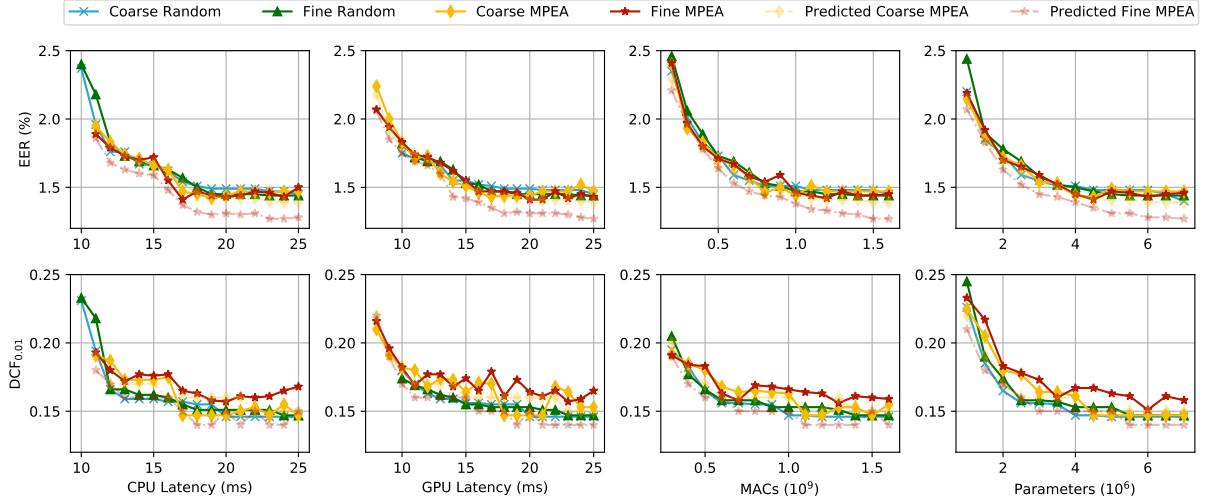 Coarse Random Fine Random Coarse MPEA Fine MPEA Predicted Coarse MPEA Predicted Fine MPEA
2.5 2.5 2.5 2.5
2.0 2.0 2.0 2.0
EER (%)
1.5 1.5 1.5 1.5
10 15 20 25 10 15 20 25 0.5 1.0 1.5 2 4 6
0.25 0.25 0.25 0.25
0.20 0.20 0.20 0.20
DCF0.01
0.15 0.15 0.15 0.15
10 15 20 25 10 15 20 25 0.5 1.0 1.5 2 4 6
CPU Latency (ms) GPU Latency (ms) MACs (10⁹) Parameters (10⁶)